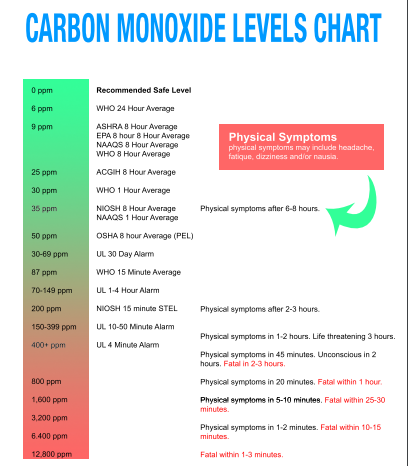 CARBON MONOXIDE LEVELS CHART
0 ppm Recommended Safe Level
6 ppm WHO 24 Hour Average
9 ppm ASHRA 8 Hour Average
EPA 8 hour 8 Hour Average
NAAQS 8 Hour Average
WHO 8 Hour Average
Physical Symptoms
physical symptoms may include headache,
fatique, dizziness and/or nausia.
25 ppm ACGIH 8 Hour Average
30 ppm WHO 1 Hour Average
35 ppm NIOSH 8 Hour Average Physical symptoms after 6-8 hours.
NAAQS 1 Hour Average
50 ppm OSHA 8 hour Average (PEL)
30-69 ppm UL 30 Day Alarm
87 ppm WHO 15 Minute Average
70-149 ppm UL 1-4 Hour Alarm
200 ppm NIOSH 15 minute STEL Physical symptoms after 2-3 hours.
150-399 ppm UL 10-50 Minute Alarm
Physical symptoms in 1-2 hours. Life threatening 3 hours.
400+ ppm UL 4 Minute Alarm
Physical symptoms in 45 minutes. Unconscious in 2
hours. Fatal in 2-3 hours.
800 ppm Physical symptoms in 20 minutes. Fatal within 1 hour.
1,600 ppm Physical symptoms in 5-10 minutes. Fatal within 25-30
minutes.
3,200 ppm
Physical symptoms in 1-2 minutes. Fatal within 10-15
6.400 ppm minutes.
12,800 ppm Fatal within 1-3 minutes.